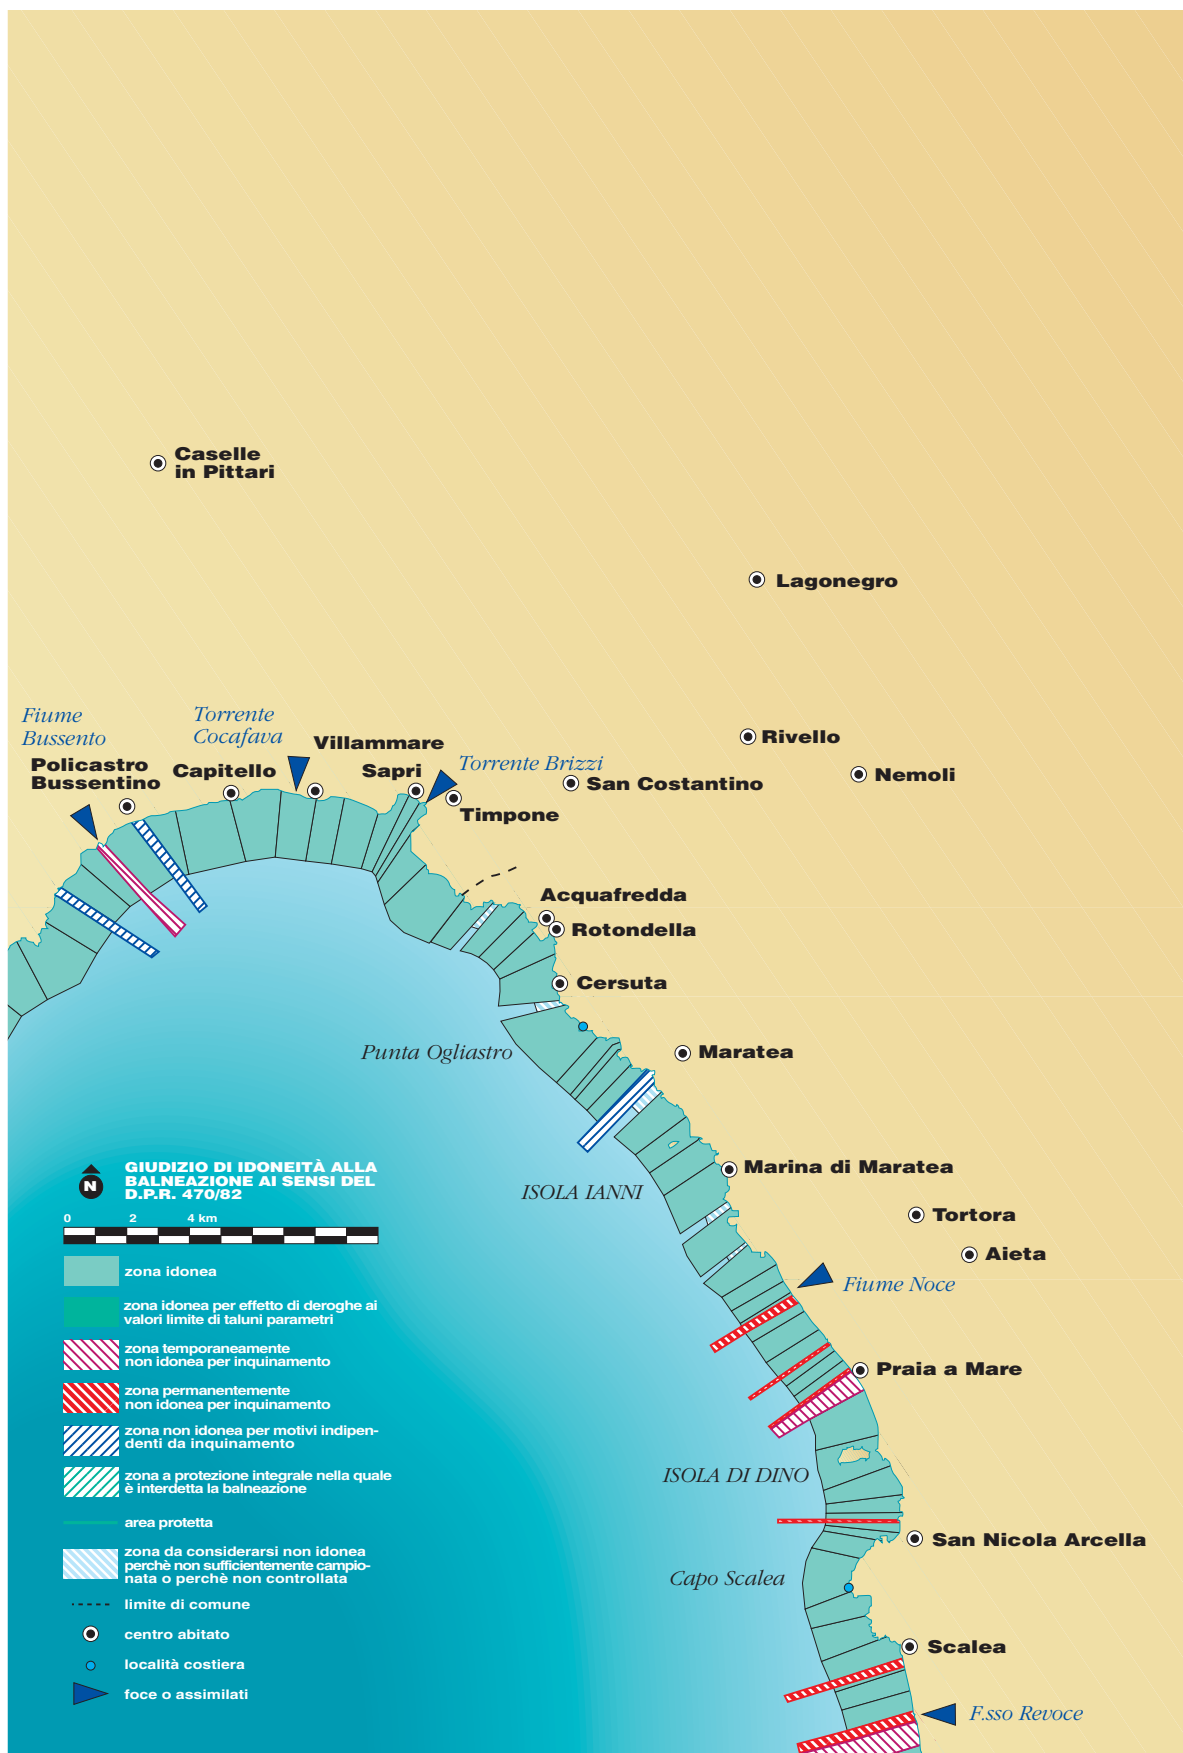 Caselle
in Pittari
Lagonegro
Fiume
Bussento
Torrente
Cocafava
Villammare
Rivello
Policastro
Bussentino
Capitello
Sapri
Torrente Brizzi
San Costantino
Nemoli
Timpone
Acquafredda
Rotondella
Cersuta
Punta Ogliastro
Maratea
N
GIUDIZIO DI IDONEITÀ ALLA
BALNEAZIONE AI SENSI DEL
D.P.R. 470/82
Marina di Maratea
ISOLA IANNI
Tortora
0 2 4 km
Aieta
zona idonea
Fiume Noce
zona idonea per effetto di deroghe ai
valori limite di taluni parametri
zona temporaneamente
non idonea per inquinamento
Praia a Mare
zona permanentemente
non idonea per inquinamento
zona non idonea per motivi indipen-
denti da inquinamento
ISOLA DI DINO
zona a protezione integrale nella quale
è interdetta la balneazione
area protetta
San Nicola Arcella
zona da considerarsi non idonea
perchè non sufficientemente campio-
nata o perchè non controllata
Capo Scalea
limite di comune
centro abitato
Scalea
località costiera
foce o assimilati
F.sso Revoce